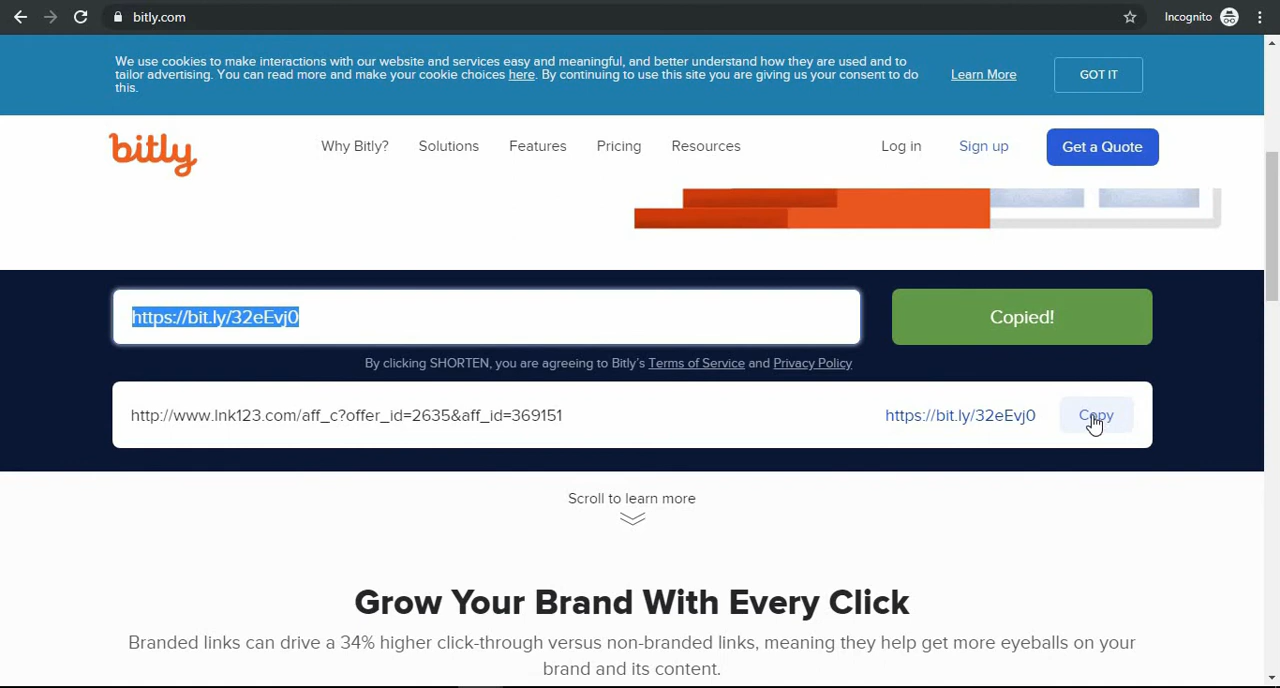 bitly.com
Incognito
We use cookies to make interactions with our website and services easy and meaningful, and better understand how they are used and to
tailor advertising. You can read more and make your cookie choices here. By continuing to use this site you are giving us your consent to do
this.
Learn More
GOT IT
bitly
Why Bitly?
Solutions
Features
Pricing
Resources
Log in
Sign up
Get a Quote
https://bit.ly/32eEvj0
Copied!
By clicking SHORTEN, you are agreeing to Bitly’s Terms of Service and Privacy Policy
http://www.lnk123.com/aff_c?offer_id=2635&aff_id=369151
https://bit.ly/32eEvj0
Copy
Scroll to learn more
Grow Your Brand With Every Click
Branded links can drive a 34% higher click-through versus non-branded links, meaning they help get more eyeballs on your
brand and its content.